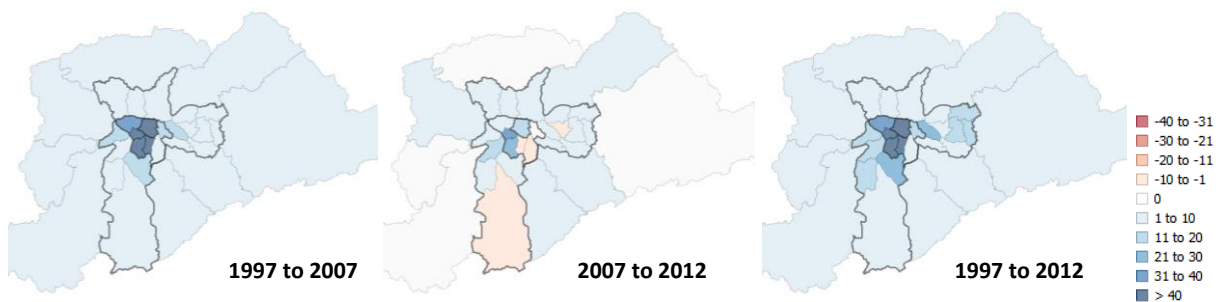 1997 to 2007
2007 to 2012
1997 to 2012
-40 to -31
-30 to -21
-20 to -11
-10 to -1
0
1 to 10
11 to 20
21 to 30
31 to 40
> 40